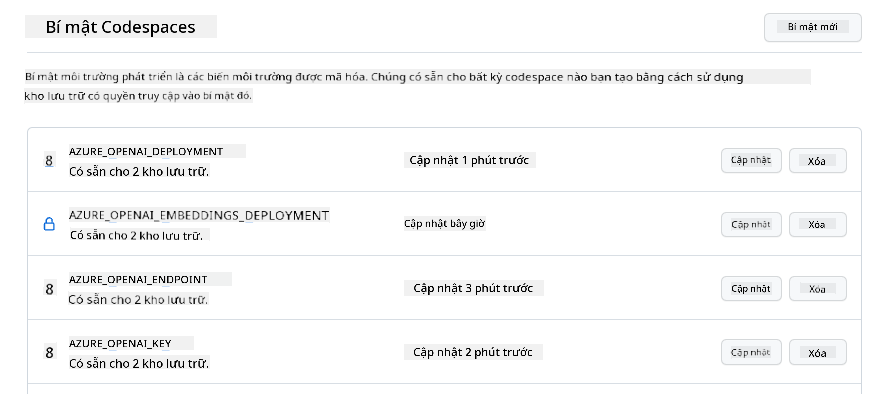 Bí mật Codespaces
Bí mật mới
Bí mật môi trường phát triển là các biến môi trường được mã hóa. Chúng có sẵn cho bất kỳ codespace nào bạn tạo bằng cách sử dụng
kho lưu trữ có quyền truy cập vào bí mật đó.
8 AZURE_OPENAI_DEPLOYMENT
Có sẵn cho 2 kho lưu trữ.
Cập nhật 1 phút trước
Cập nhật
Xóa
AZURE_OPENAI_EMBEDDINGS_DEPLOYMENT
Có sẵn cho 2 kho lưu trữ.
Cập nhật bây giờ
Cập nhật
Xóa
8 AZURE_OPENAI_ENDPOINT
Có sẵn cho 2 kho lưu trữ.
Cập nhật 3 phút trước
Cập nhật
Xóa
8 AZURE_OPENAI_KEY
Có sẵn cho 2 kho lưu trữ.
Cập nhật 2 phút trước
Cập nhật
Xóa